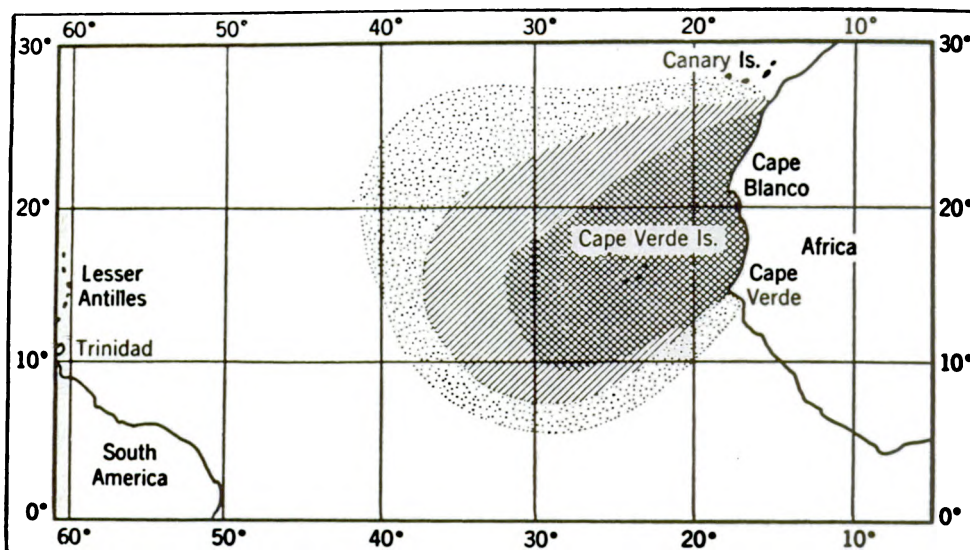 60° 50° 40° 30° 20° 10°
30° 30°
Canary Is.
Cape
Blanco
20° 20°
Cape Verde Is.
Africa
Lesser
Antilles
Cape
Verde
Trinidad
10° 10°
South
America
0° 0°
60° 50° 40° 30° 20° 10°